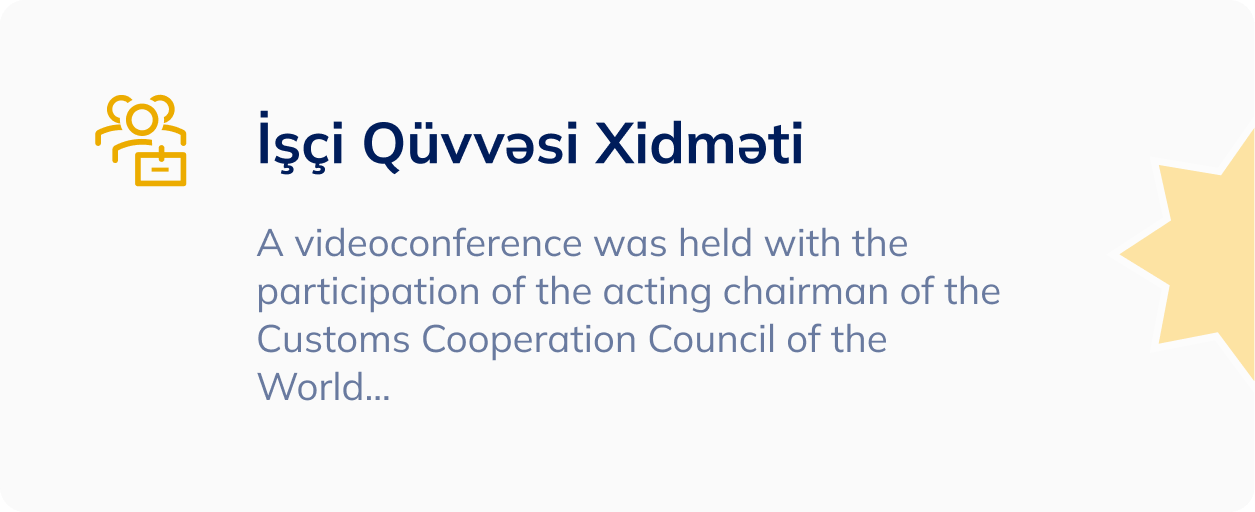 İşçi Qüvvəsi Xidməti
A videoconference was held with the
participation of the acting chairman of the
Customs Cooperation Council of the
World...